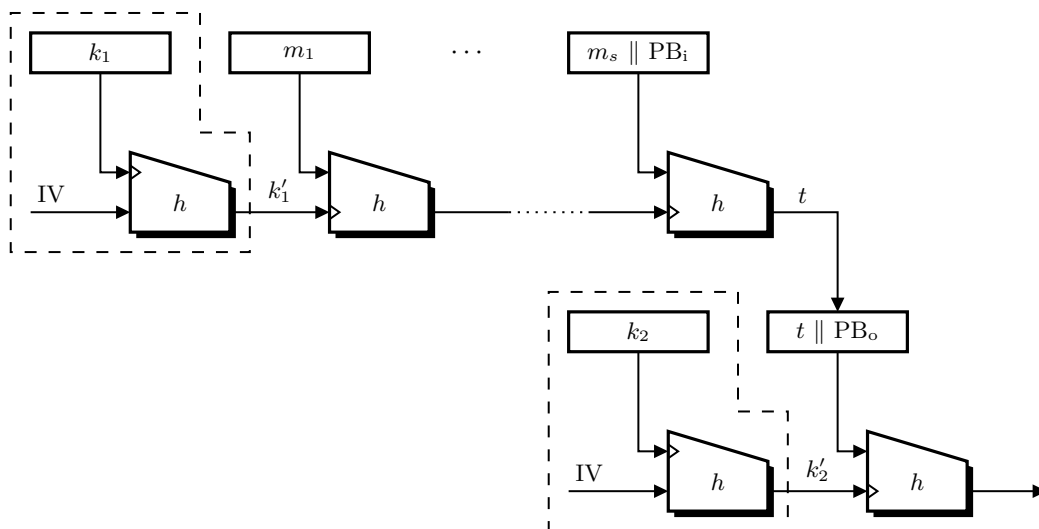 k₁ m₁ ··· mₛ ∥ PBᵢ
IV h k′₁ h h t
k₂ t ∥ PBₒ
IV h k′₂ h